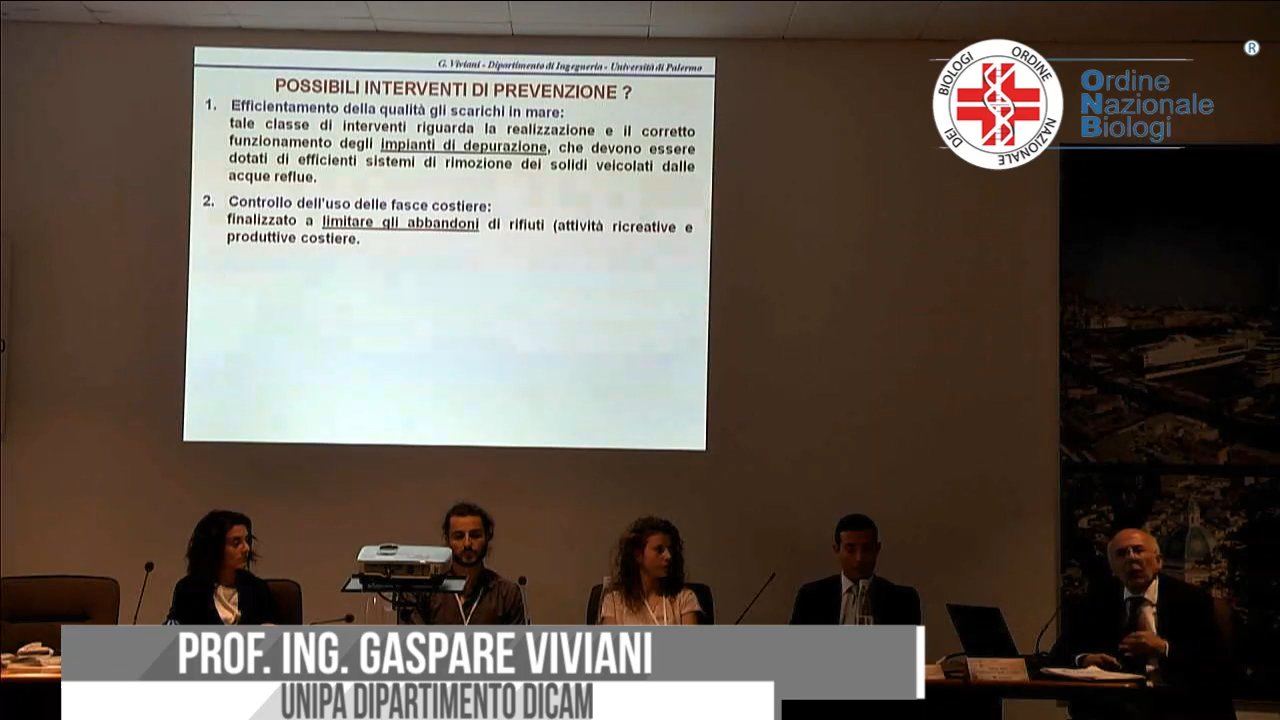 G. Viviani - Dipartimento di Ingegneria - Università di Palermo
POSSIBILI INTERVENTI DI PREVENZIONE ?
1. Efficientamento della qualità gli scarichi in mare:
tale classe di interventi riguarda la realizzazione e il corretto
funzionamento degli impianti di depurazione, che devono essere
dotati di efficienti sistemi di rimozione dei solidi veicolati dalle
acque reflue.
2. Controllo dell'uso delle fasce costiere:
finalizzato a limitare gli abbandoni di rifiuti (attività ricreative e
produttive costiere.
ORDINE NAZIONALE DEI BIOLOGI
®
Ordine
Nazionale
Biologi
PROF. ING. GASPARE VIVIANI
UNIPA DIPARTIMENTO DICAM